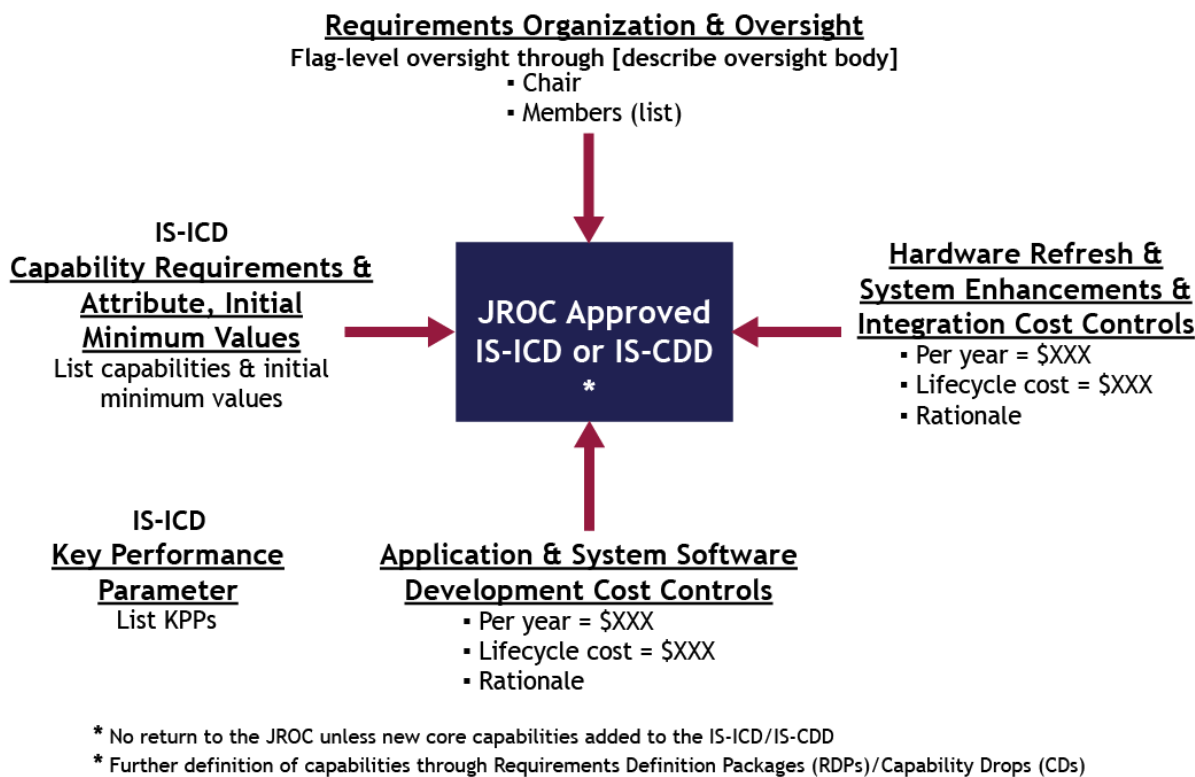 Requirements Organization & Oversight
Flag-level oversight through [describe oversight body]
▪ Chair
▪ Members (list)
IS-ICD
Capability Requirements &
Attribute, Initial
Minimum Values
List capabilities & initial
minimum values
JROC Approved
IS-ICD or IS-CDD
*
Hardware Refresh &
System Enhancements &
Integration Cost Controls
▪ Per year = $XXX
▪ Lifecycle cost = $XXX
▪ Rationale
IS-ICD
Key Performance
Parameter
List KPPs
Application & System Software
Development Cost Controls
▪ Per year = $XXX
▪ Lifecycle cost = $XXX
▪ Rationale
* No return to the JROC unless new core capabilities added to the IS-ICD/IS-CDD
* Further definition of capabilities through Requirements Definition Packages (RDPs)/Capability Drops (CDs)